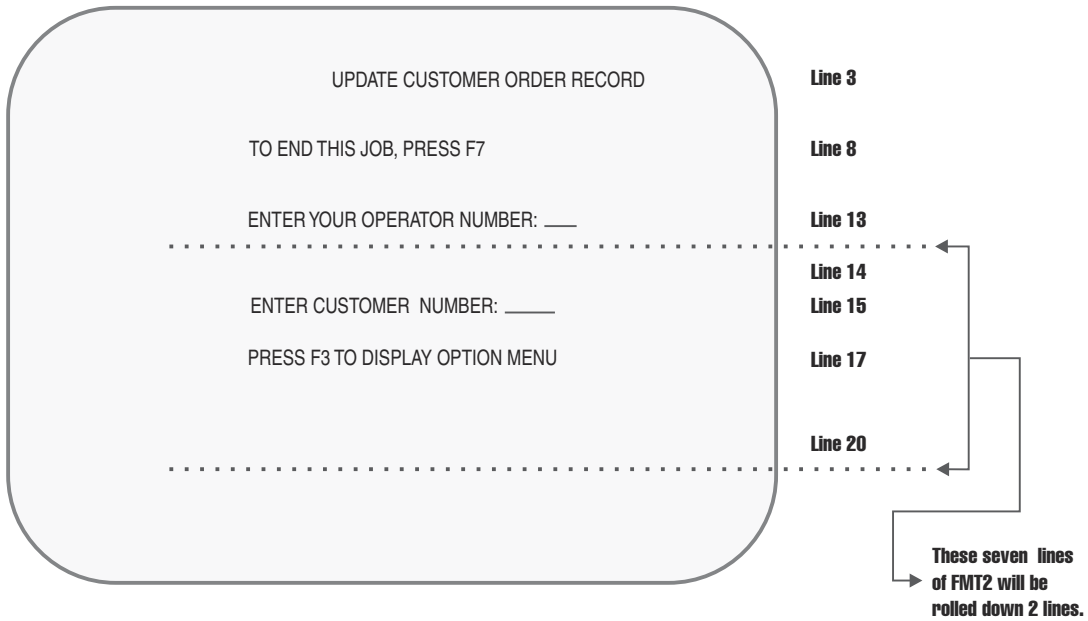 UPDATE CUSTOMER ORDER RECORD Line 3
TO END THIS JOB, PRESS F7 Line 8
ENTER YOUR OPERATOR NUMBER: ___ Line 13
Line 14
ENTER CUSTOMER NUMBER: _____ Line 15
PRESS F3 TO DISPLAY OPTION MENU Line 17
Line 20
These seven lines
of FMT2 will be
rolled down 2 lines.